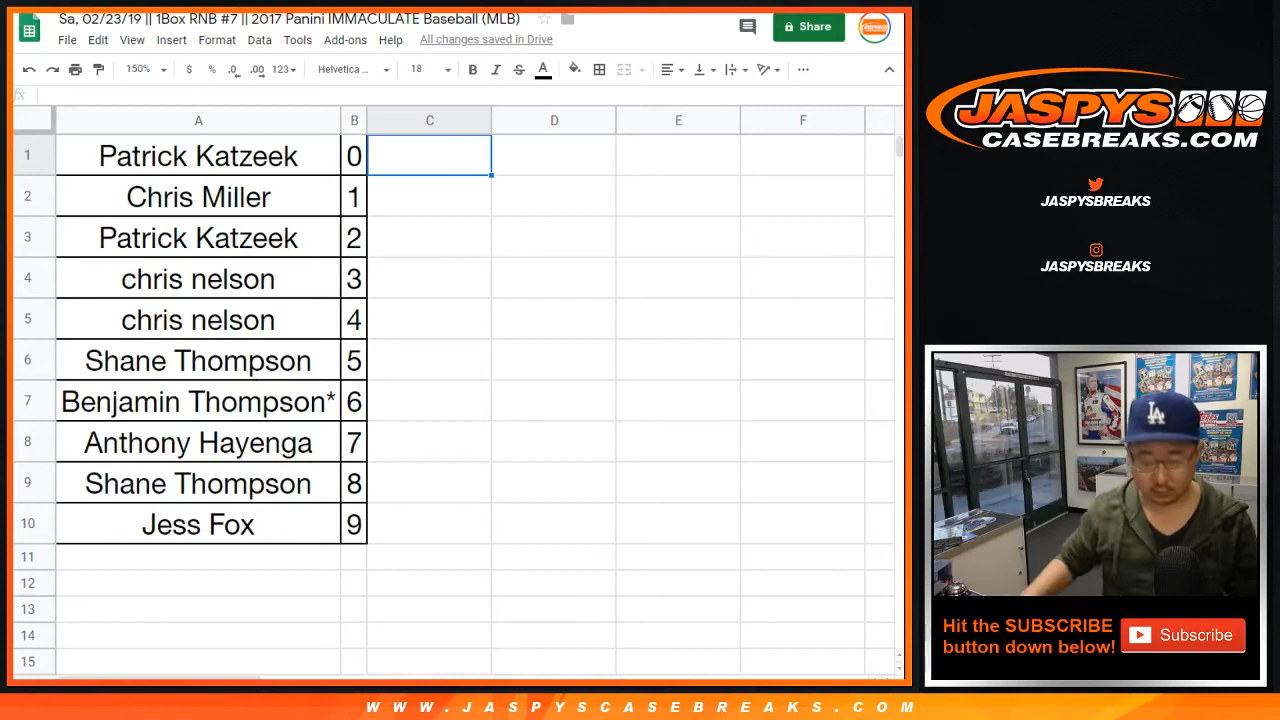 Sa, 02/23/19 || 1Box RNB #7 || 2017 Panini IMMACULATE Baseball (MLB)
Share
File Edit View Insert Format Data Tools Add-ons Help All changes saved in Drive
150% $ % .0 .00 123 Helvetica ... 18 B I S A
fx
A B C D E F
1 Patrick Katzeek 0
2 Chris Miller 1
3 Patrick Katzeek 2
4 chris nelson 3
5 chris nelson 4
6 Shane Thompson 5
7 Benjamin Thompson* 6
8 Anthony Hayenga 7
9 Shane Thompson 8
10 Jess Fox 9
11
12
13
14
15
JASPYS
CASEBREAKS.COM
JASPYSBREAKS
JASPYSBREAKS
LA
Hit the SUBSCRIBE
button down below!
Subscribe
WWW.JASPYSCASEBREAKS.COM